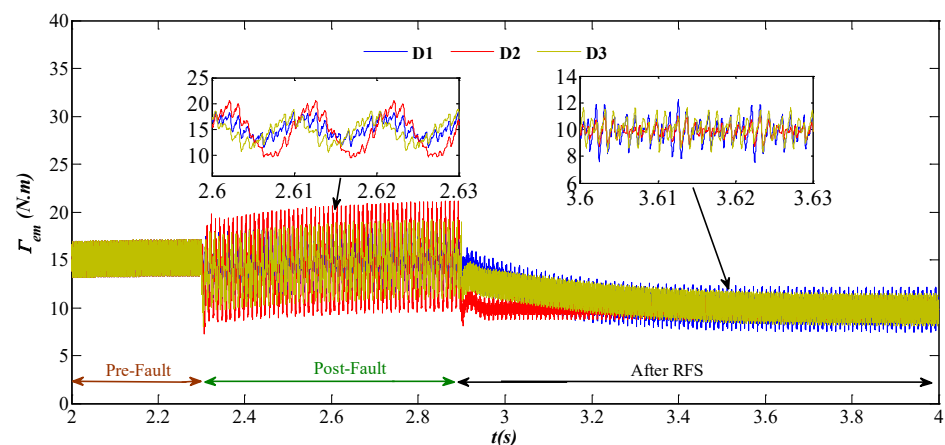 40
35
30
25
20
15
10
5
0
Γem (N.m)
D1 D2 D3
25
20
15
10
2.6 2.61 2.62 2.63
14
12
10
8
6
3.6 3.61 3.62 3.63
Pre-Fault Post-Fault After RFS
2 2.2 2.4 2.6 2.8 3 3.2 3.4 3.6 3.8 4
t(s)